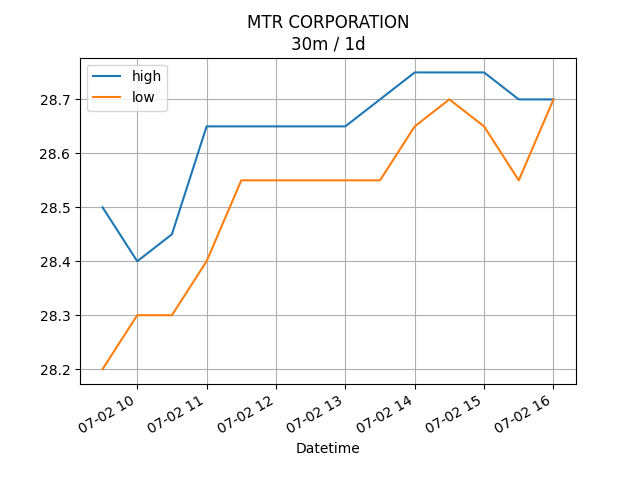 MTR CORPORATION
30m / 1d
high
low
28.7
28.6
28.5
28.4
28.3
28.2
07-02 10
07-02 11
07-02 12
07-02 13
07-02 14
07-02 15
07-02 16
Datetime